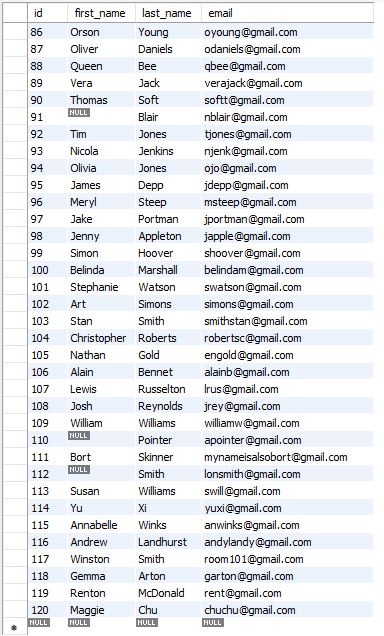 id first_name last_name email
86 Orson Young oyoung@gmail.com
87 Oliver Daniels odaniels@gmail.com
88 Queen Bee qbee@gmail.com
89 Vera Jack verajack@gmail.com
90 Thomas Soft softt@gmail.com
91 NULL Blair nblair@gmail.com
92 Tim Jones tjones@gmail.com
93 Nicola Jenkins njenk@gmail.com
94 Olivia Jones ojo@gmail.com
95 James Depp jdepp@gmail.com
96 Meryl Steep msteep@gmail.com
97 Jake Portman jportman@gmail.com
98 Jenny Appleton japple@gmail.com
99 Simon Hoover shoover@gmail.com
100 Belinda Marshall belindam@gmail.com
101 Stephanie Watson swatson@gmail.com
102 Art Simons simons@gmail.com
103 Stan Smith smithstan@gmail.com
104 Christopher Roberts robertsc@gmail.com
105 Nathan Gold engold@gmail.com
106 Alain Bennet alainb@gmail.com
107 Lewis Russelton lrus@gmail.com
108 Josh Reynolds jrey@gmail.com
109 William Williams williamw@gmail.com
110 NULL Pointer apointer@gmail.com
111 Bort Skinner mynameisalsobort@gmail.com
112 NULL Smith lonsmith@gmail.com
113 Susan Williams swill@gmail.com
114 Yu Xi yuxi@gmail.com
115 Annabelle Winks anwinks@gmail.com
116 Andrew Landhurst andylandy@gmail.com
117 Winston Smith room101@gmail.com
118 Gemma Arton garton@gmail.com
119 Renton McDonald rent@gmail.com
120 Maggie Chu chuchu@gmail.com
NULL NULL NULL NULL